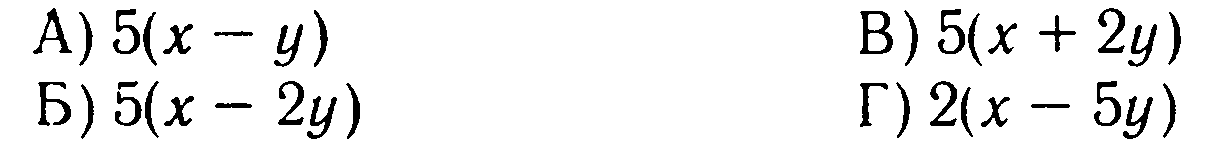 А) 5(x − y) В) 5(x + 2y)
Б) 5(x − 2y) Г) 2(x − 5y)